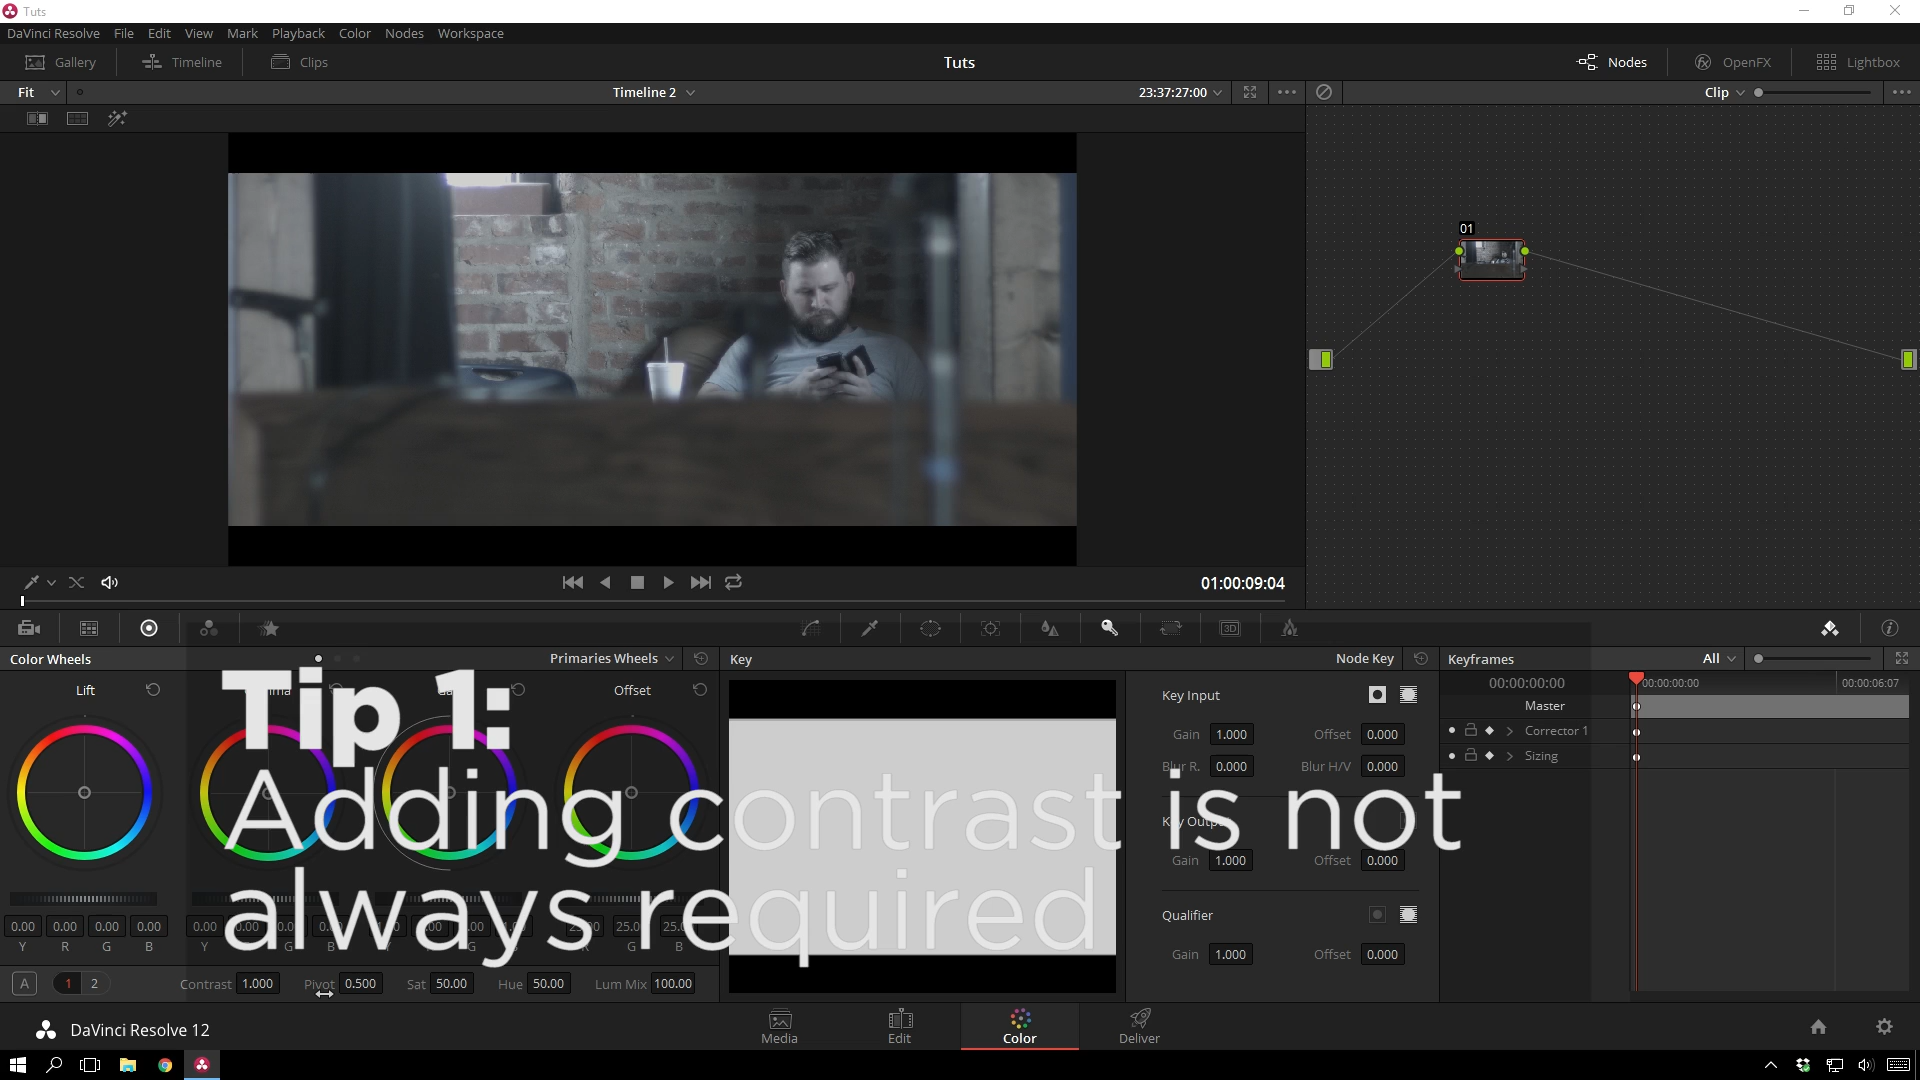 Tuts
DaVinci Resolve File Edit View Mark Playback Color Nodes Workspace
Gallery Timeline Clips Tuts Nodes OpenFX Lightbox
Fit Timeline 2 23:37:27:00 Clip
01
01:00:09:04
3D
Color Wheels Primaries Wheels Key Node Key Keyframes All
Lift Offset
Tip 1:
Adding contrast is not
always required
Key Input
Gain 1.000 Offset 0.000
Blur R. 0.000 Blur H/V 0.000
Key Output
Gain 1.000 Offset 0.000
Qualifier
Gain 1.000 Offset 0.000
00:00:00:00 00:00:00:00 00:00:06:07
Master
Corrector 1
Sizing
0.00 0.00 0.00 0.00 0.00
Y R G B Y G B G B
A 1 2 Contrast 1.000 Pivot 0.500 Sat 50.00 Hue 50.00 Lum Mix 100.00
DaVinci Resolve 12 Media Edit Color Deliver